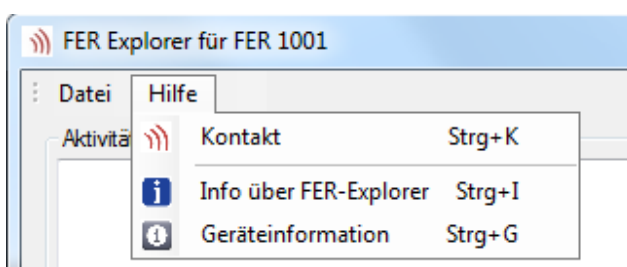 FER Explorer für FER 1001
Datei Hilfe
Kontakt Strg+K
Info über FER-Explorer Strg+I
Geräteinformation Strg+G